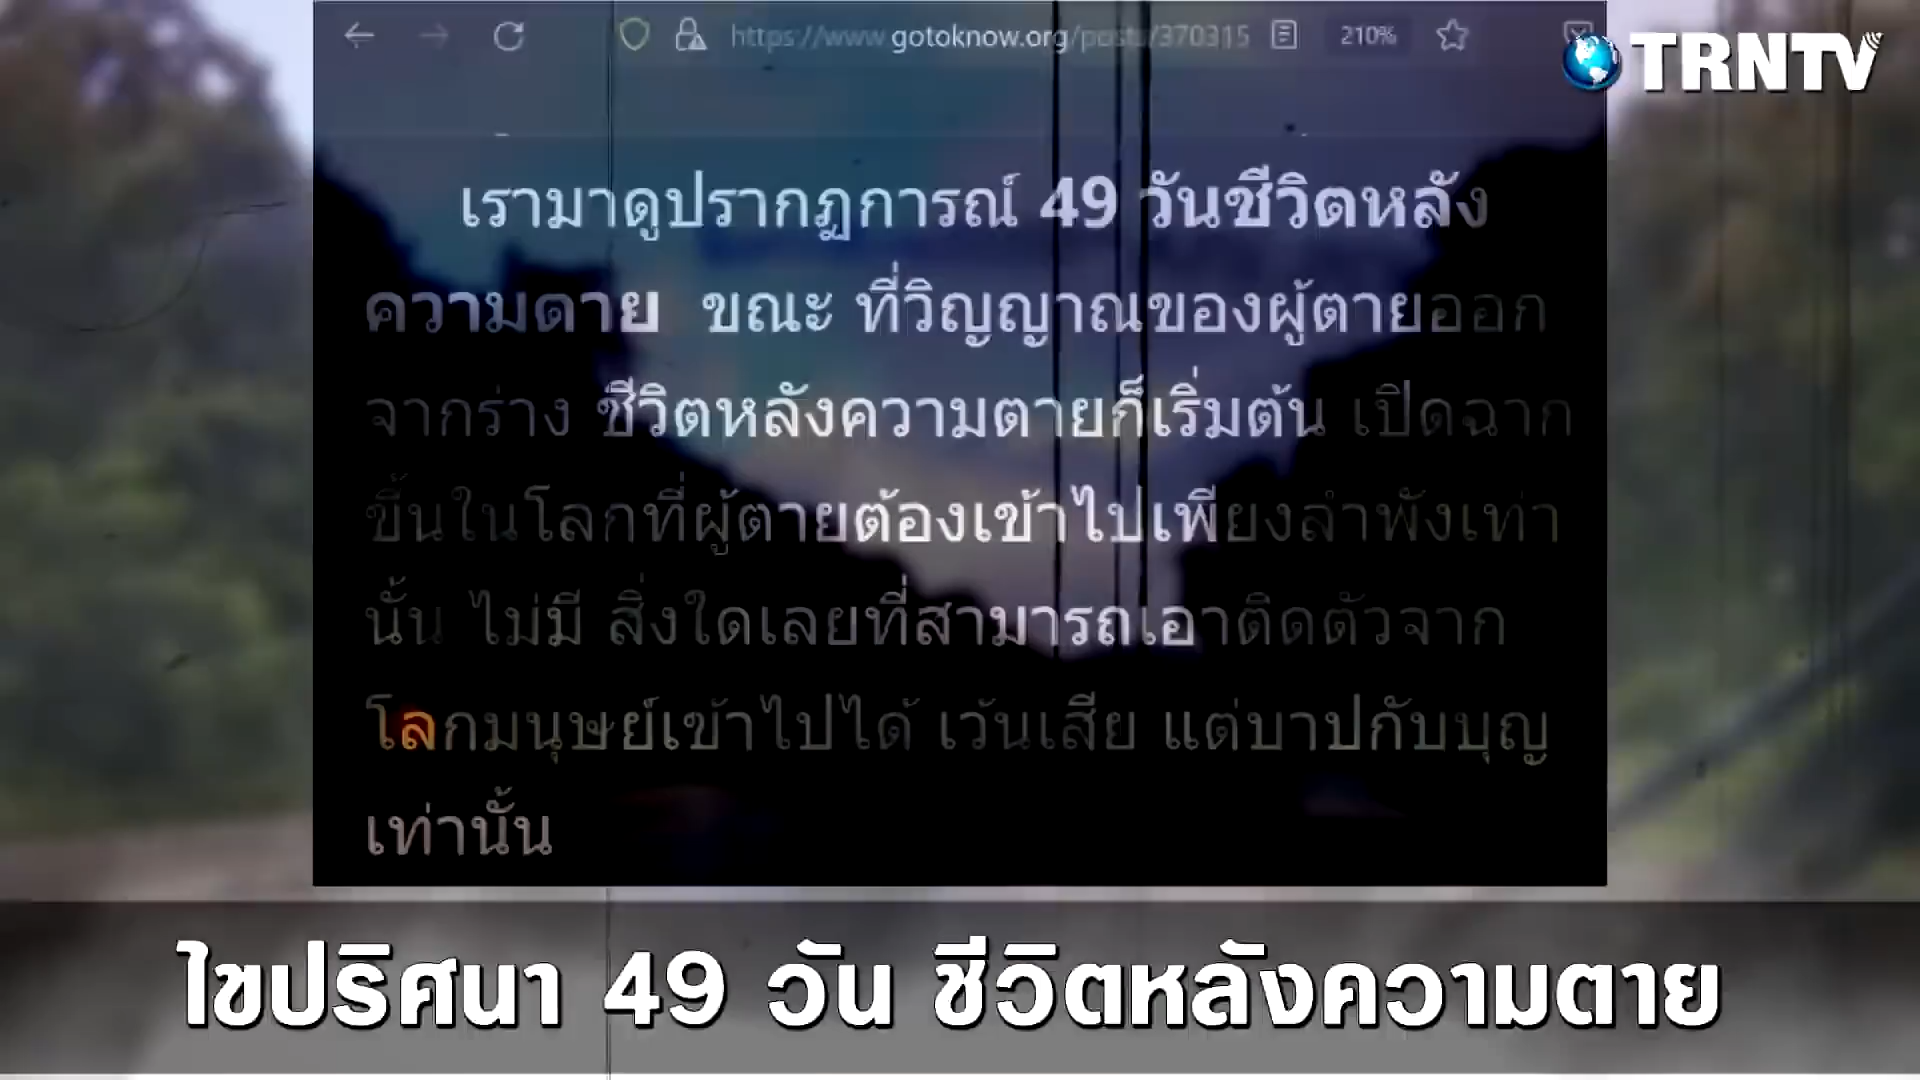 https://www.gotoknow.org/posts/370315 210%
TRNTV
เรามาดูปรากฏการณ์ 49 วันชีวิตหลัง
ความตาย ขณะ ที่วิญญาณของผู้ตายออก
จากร่าง ชีวิตหลังความตายก็เริ่มต้น เปิดฉาก
ขึ้นในโลกที่ผู้ตายต้องเข้าไปเพียงลำพังเท่า
นั้น ไม่มี สิ่งใดเลยที่สามารถเอาติดตัวจาก
โลกมนุษย์เข้าไปได้ เว้นเสีย แต่บาปกับบุญ
เท่านั้น
ไขปริศนา 49 วัน ชีวิตหลังความตาย